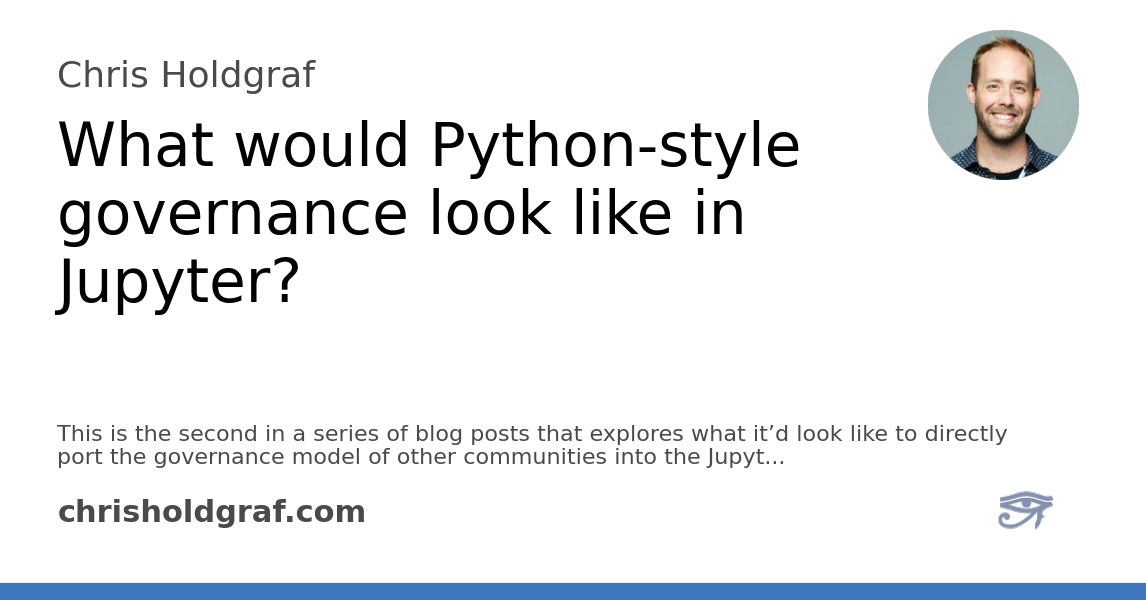 Chris Holdgraf
What would Python-style
governance look like in
Jupyter?
This is the second in a series of blog posts that explores what it’d look like to directly
port the governance model of other communities into the Jupyt...
chrisholdgraf.com